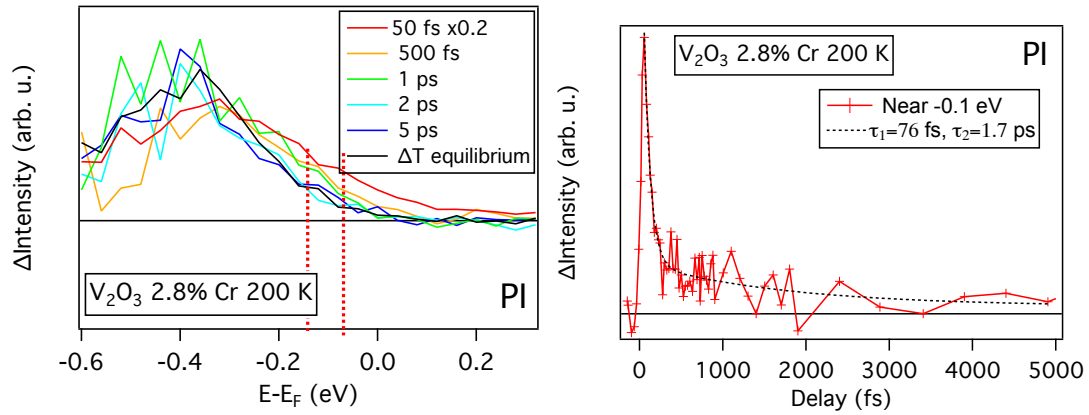 50 fs x0.2
500 fs
1 ps
2 ps
5 ps
ΔT equilibrium
ΔIntensity (arb. u.)
V₂O₃ 2.8% Cr 200 K
PI
-0.6 -0.4 -0.2 0.0 0.2
E-E_F (eV)
V₂O₃ 2.8% Cr 200 K
PI
Near -0.1 eV
τ₁=76 fs, τ₂=1.7 ps
ΔIntensity (arb. u.)
0 1000 2000 3000 4000 5000
Delay (fs)